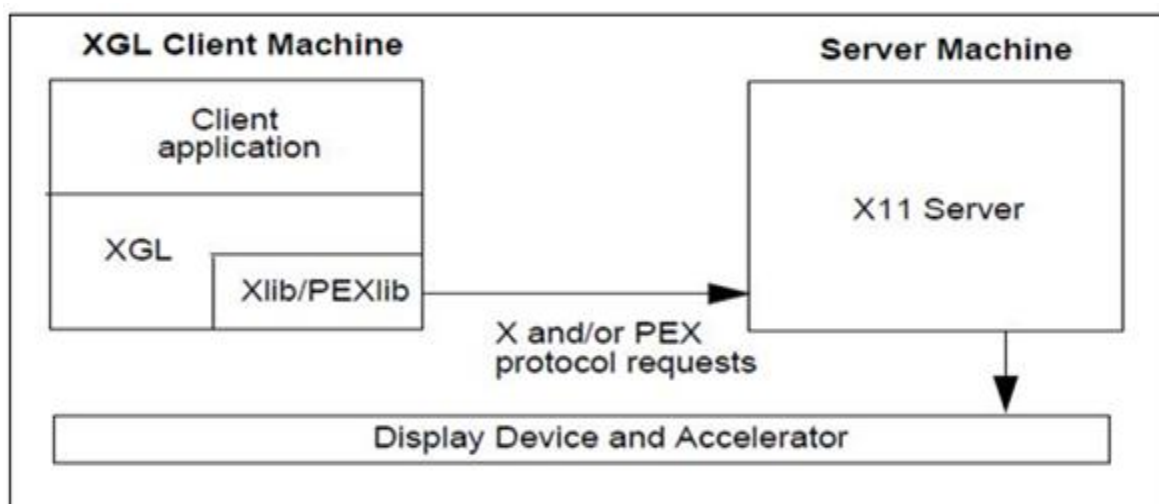 XGL Client Machine
Server Machine
Client
application
X11 Server
XGL
Xlib/PEXlib
X and/or PEX
protocol requests
Display Device and Accelerator